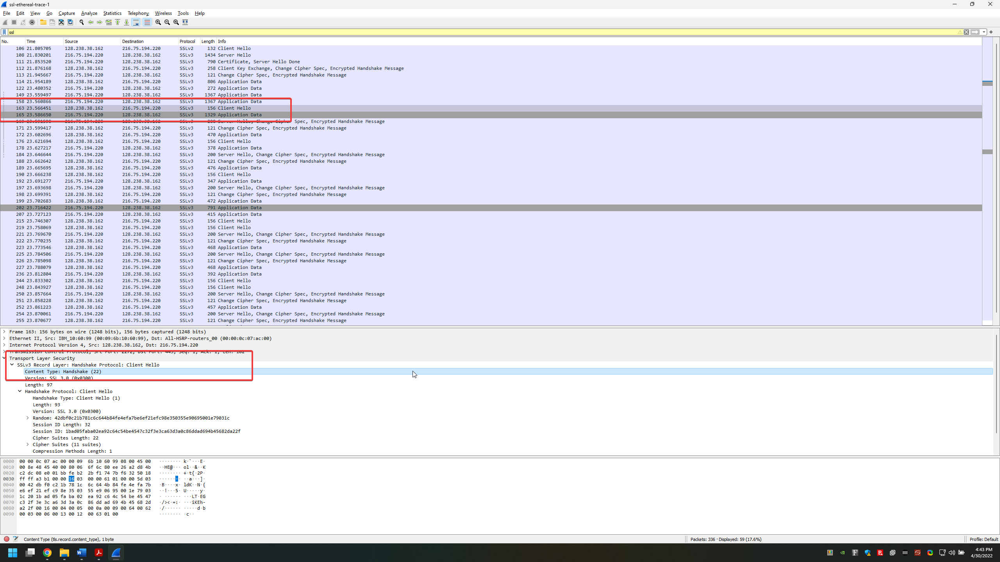 ssl-ethereal-trace-1
File Edit View Go Capture Analyze Statistics Telephony Wireless Tools Help
ssl
No. Time Source Destination Protocol Length Info
106 21.805705 128.238.38.162 216.75.194.220 SSLv2 132 Client Hello
108 21.830201 216.75.194.220 128.238.38.162 SSLv3 1434 Server Hello
111 21.853520 216.75.194.220 128.238.38.162 SSLv3 790 Certificate, Server Hello Done
112 21.876168 128.238.38.162 216.75.194.220 SSLv3 258 Client Key Exchange, Change Cipher Spec, Encrypted Handshake Message
113 21.945667 216.75.194.220 128.238.38.162 SSLv3 121 Change Cipher Spec, Encrypted Handshake Message
114 21.954189 128.238.38.162 216.75.194.220 SSLv3 806 Application Data
122 23.480352 216.75.194.220 128.238.38.162 SSLv3 272 Application Data
149 23.559497 216.75.194.220 128.238.38.162 SSLv3 1367 Application Data
158 23.560866 216.75.194.220 128.238.38.162 SSLv3 1367 Application Data
163 23.566451 128.238.38.162 216.75.194.220 SSLv3 156 Client Hello
165 23.586650 216.75.194.220 128.238.38.162 SSLv3 1329 Application Data
Server Hello, Change Cipher Spec, Encrypted Handshake Message
171 23.599417 128.238.38.162 216.75.194.220 SSLv3 121 Change Cipher Spec, Encrypted Handshake Message
172 23.602696 128.238.38.162 216.75.194.220 SSLv3 470 Application Data
176 23.621694 128.238.38.162 216.75.194.220 SSLv3 156 Client Hello
178 23.627217 216.75.194.220 128.238.38.162 SSLv3 378 Application Data
184 23.646644 216.75.194.220 128.238.38.162 SSLv3 200 Server Hello, Change Cipher Spec, Encrypted Handshake Message
188 23.662642 128.238.38.162 216.75.194.220 SSLv3 121 Change Cipher Spec, Encrypted Handshake Message
189 23.665695 128.238.38.162 216.75.194.220 SSLv3 476 Application Data
190 23.666238 128.238.38.162 216.75.194.220 SSLv3 156 Client Hello
192 23.691277 216.75.194.220 128.238.38.162 SSLv3 347 Application Data
197 23.693698 216.75.194.220 128.238.38.162 SSLv3 200 Server Hello, Change Cipher Spec, Encrypted Handshake Message
198 23.699391 128.238.38.162 216.75.194.220 SSLv3 121 Change Cipher Spec, Encrypted Handshake Message
199 23.702683 128.238.38.162 216.75.194.220 SSLv3 472 Application Data
202 23.716422 216.75.194.220 128.238.38.162 SSLv3 791 Application Data
207 23.727123 216.75.194.220 128.238.38.162 SSLv3 415 Application Data
215 23.746307 128.238.38.162 216.75.194.220 SSLv3 156 Client Hello
219 23.758069 128.238.38.162 216.75.194.220 SSLv3 156 Client Hello
221 23.769670 216.75.194.220 128.238.38.162 SSLv3 200 Server Hello, Change Cipher Spec, Encrypted Handshake Message
222 23.770235 128.238.38.162 216.75.194.220 SSLv3 121 Change Cipher Spec, Encrypted Handshake Message
223 23.773546 128.238.38.162 216.75.194.220 SSLv3 468 Application Data
225 23.784506 216.75.194.220 128.238.38.162 SSLv3 200 Server Hello, Change Cipher Spec, Encrypted Handshake Message
226 23.785098 128.238.38.162 216.75.194.220 SSLv3 121 Change Cipher Spec, Encrypted Handshake Message
227 23.788079 128.238.38.162 216.75.194.220 SSLv3 468 Application Data
236 23.812804 216.75.194.220 128.238.38.162 SSLv3 392 Application Data
244 23.833302 128.238.38.162 216.75.194.220 SSLv3 156 Client Hello
248 23.843927 128.238.38.162 216.75.194.220 SSLv3 156 Client Hello
250 23.857664 216.75.194.220 128.238.38.162 SSLv3 200 Server Hello, Change Cipher Spec, Encrypted Handshake Message
251 23.858228 128.238.38.162 216.75.194.220 SSLv3 121 Change Cipher Spec, Encrypted Handshake Message
252 23.861223 128.238.38.162 216.75.194.220 SSLv3 457 Application Data
254 23.870061 216.75.194.220 128.238.38.162 SSLv3 200 Server Hello, Change Cipher Spec, Encrypted Handshake Message
255 23.870677 128.238.38.162 216.75.194.220 SSLv3 121 Change Cipher Spec, Encrypted Handshake Message
Frame 163: 156 bytes on wire (1248 bits), 156 bytes captured (1248 bits)
Ethernet II, Src: IBM_10:60:99 (00:09:6b:10:60:99), Dst: All-HSRP-routers_00 (00:00:0c:07:ac:00)
Internet Protocol Version 4, Src: 128.238.38.162, Dst: 216.75.194.220
Transmission Control Protocol, Src Port: 2272, Dst Port: 443, Seq: 1, Ack: 1, Len: 102
Transport Layer Security
SSLv3 Record Layer: Handshake Protocol: Client Hello
Content Type: Handshake (22)
Version: SSL 3.0 (0x0300)
Length: 97
Handshake Protocol: Client Hello
Handshake Type: Client Hello (1)
Length: 93
Version: SSL 3.0 (0x0300)
Random: 42dbf0c21b781c6c644b84fe4efa7be6ef21efc98e350355e90695001e79031c
Session ID Length: 32
Session ID: 1bad05faba02ea92c64c54be4547c32f3e3ca63d3a0c86ddad694b45682da22f
Cipher Suites Length: 22
Cipher Suites (11 suites)
Compression Methods Length: 1
0000 00 00 0c 07 ac 00 00 09 6b 10 60 99 08 00 45 00 ········ k·`···E·
0010 00 8e 48 45 40 00 80 06 6f 6c 80 ee 26 a2 d8 4b ··HE@··· ol··&··K
0020 c2 dc 08 e0 01 bb fe b2 2b f1 74 7b f6 32 50 18 ········ +·t{·2P·
0030 ff ff a3 b1 00 00 16 03 00 00 61 01 00 00 5d 03 ········ ··a···]·
0040 00 42 db f0 c2 1b 78 1c 6c 64 4b 84 fe 4e fa 7b ·B····x· ldK··N·{
0050 e6 ef 21 ef c9 8e 35 03 55 e9 06 95 00 1e 79 03 ··!···5· U·····y·
0060 1c 20 1b ad 05 fa ba 02 ea 92 c6 4c 54 be 45 47 · ······ ···LT·EG
0070 c3 2f 3e 3c a6 3d 3a 0c 86 dd ad 69 4b 45 68 2d ·/><·=:· ···iKEh-
0080 a2 2f 00 16 00 04 00 05 00 0a 00 09 00 64 00 62 ·/······ ·····d·b
0090 00 03 00 06 00 13 00 12 00 63 01 00 ········ ·c··
Content Type (tls.record.content_type), 1 byte
Packets: 336 · Displayed: 59 (17.6%)
Profile: Default
4:43 PM
4/30/2022